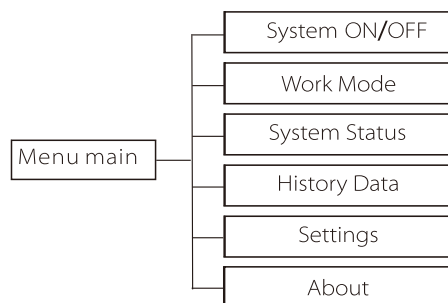 System ON/OFF
Work Mode
System Status
Menu main
History Data
Settings
About